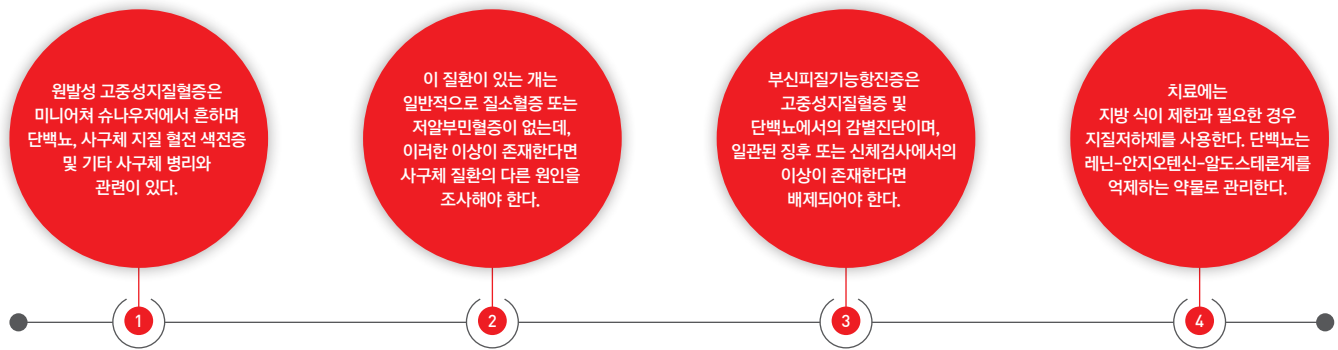 원발성 고중성지질혈증은
미니어쳐 슈나우저에서 흔하며
단백뇨, 사구체 지질 혈전 색전증
및 기타 사구체 병리와
관련이 있다.
1
이 질환이 있는 개는
일반적으로 질소혈증 또는
저알부민혈증이 없는데,
이러한 이상이 존재한다면
사구체 질환의 다른 원인을
조사해야 한다.
2
부신피질기능항진증은
고중성지질혈증 및
단백뇨에서의 감별진단이며,
일관된 징후 또는 신체검사에서의
이상이 존재한다면
배제되어야 한다.
3
치료에는
지방 식이 제한과 필요한 경우
지질저하제를 사용한다. 단백뇨는
레닌-안지오텐신-알도스테론계를
억제하는 약물로 관리한다.
4